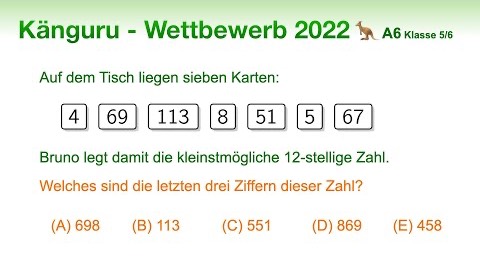 Känguru - Wettbewerb 2022 🦘 A6 Klasse 5/6
Auf dem Tisch liegen sieben Karten:
4 69 113 8 51 5 67
Bruno legt damit die kleinstmögliche 12-stellige Zahl.
Welches sind die letzten drei Ziffern dieser Zahl?
(A) 698 (B) 113 (C) 551 (D) 869 (E) 458